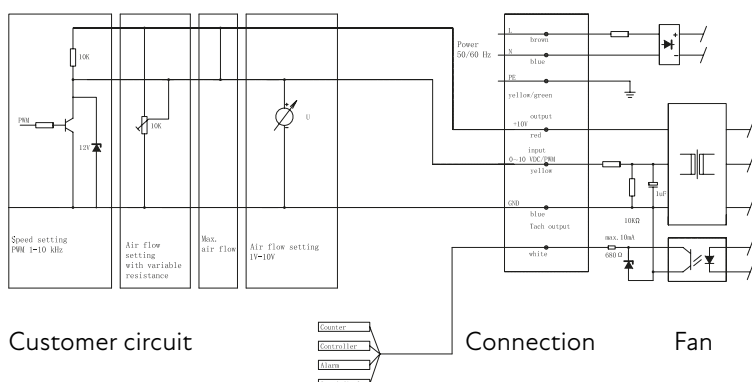 10K
PWM
12V
Speed setting
PWM 1-10 kHz
10K
Air flow
setting
with variable
resistance
Max.
air flow
U
Air flow setting
1V-10V
Power
50/60 Hz
L
brown
N
blue
PE
yellow/green
output
+10V
red
input
0~10 VDC/PWM
yellow
GND
blue
Tach output
white
1uF
10KΩ
max. 10mA
680 Ω
Customer circuit
Connection
Fan
Counter
Controller
Alarm